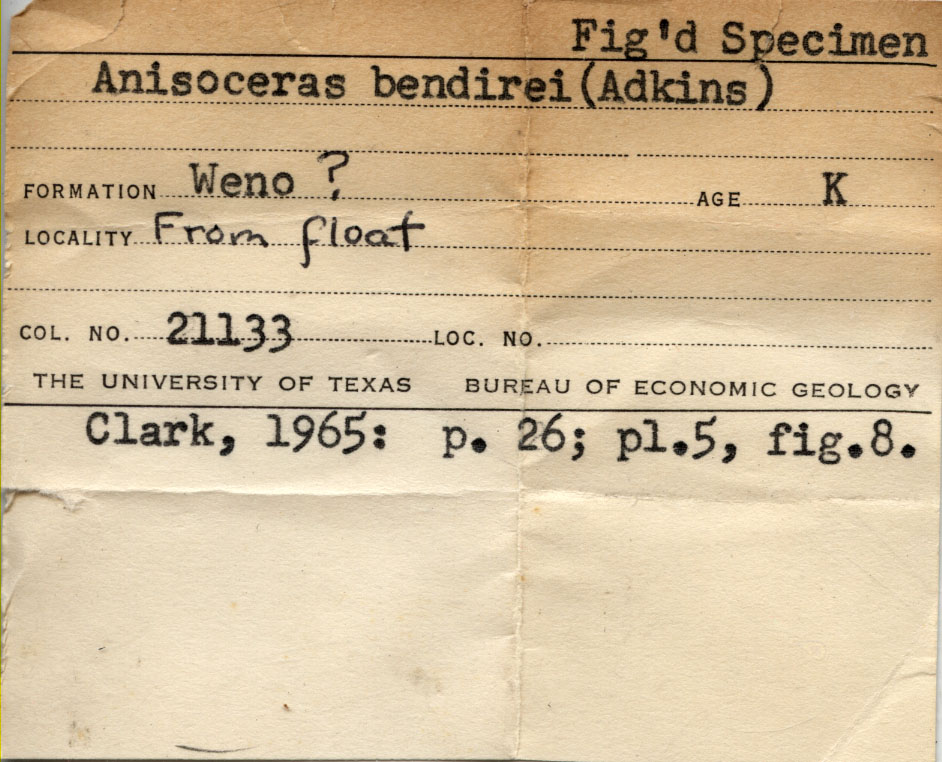 Fig'd Specimen
Anisoceras bendirei(Adkins)
FORMATION Weno ? AGE K
LOCALITY From float
COL. NO. 21133 LOC. NO.
THE UNIVERSITY OF TEXAS BUREAU OF ECONOMIC GEOLOGY
Clark, 1965: p. 26; pl.5, fig.8.